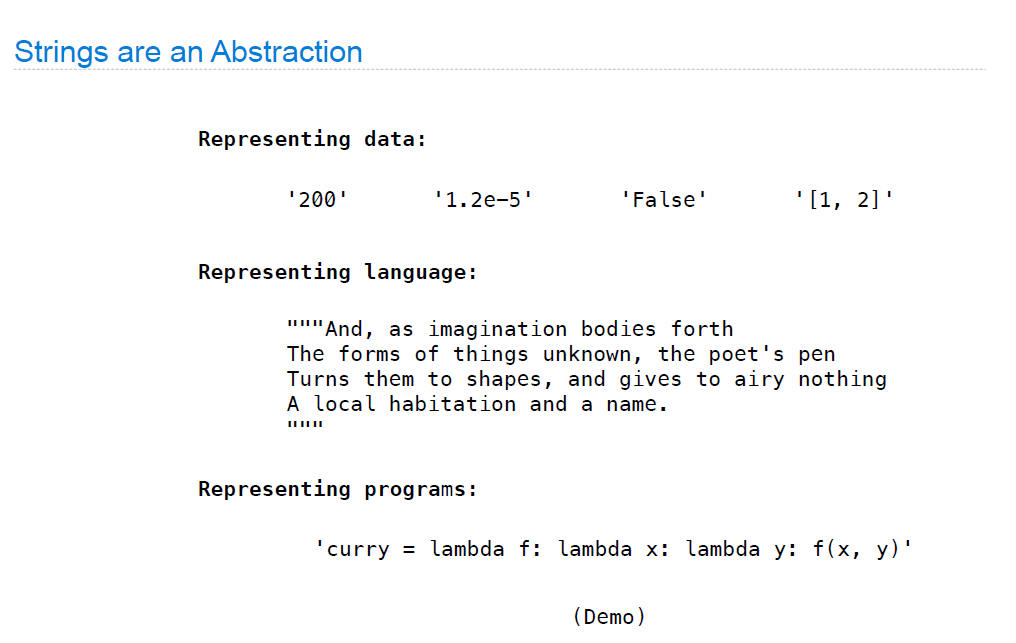 Strings are an Abstraction
Representing data:
'200' '1.2e-5' 'False' '[1, 2]'
Representing language:
"""And, as imagination bodies forth
The forms of things unknown, the poet's pen
Turns them to shapes, and gives to airy nothing
A local habitation and a name.
"""
Representing programs:
'curry = lambda f: lambda x: lambda y: f(x, y)'
(Demo)